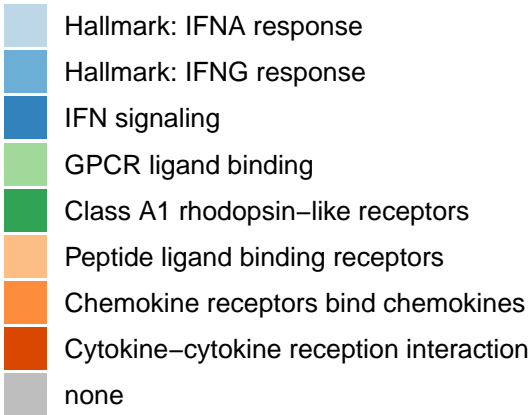 Hallmark: IFNA response
Hallmark: IFNG response
IFN signaling
GPCR ligand binding
Class A1 rhodopsin−like receptors
Peptide ligand binding receptors
Chemokine receptors bind chemokines
Cytokine−cytokine reception interaction
none